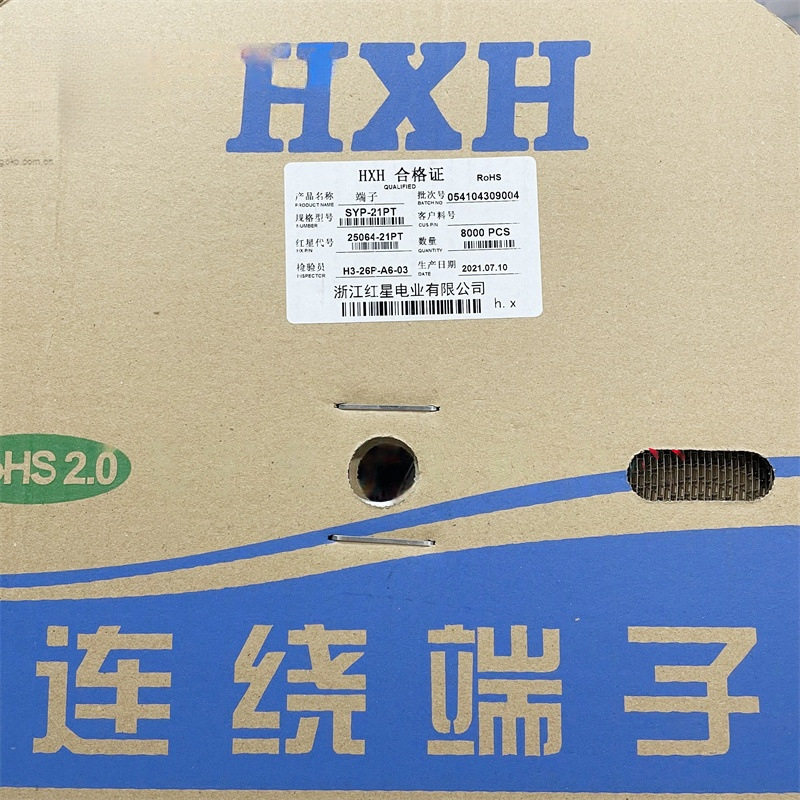 HXH
HXH 合格证 RoHS
QUALIFIED
产品名称 端子 批次号 054104309004
PRODUCT NAME BATCH NO
规格型号 SYP-21PT 客户料号
NUMBER CUS P/N
红星代号 25064-21PT 数量 8000 PCS
HX P/N QUANTITY
检验员 H3-26P-A6-03 生产日期 2021.07.10
INSPECTOR DATE
浙江红星电业有限公司
h. x
HS 2.0
连绕端子